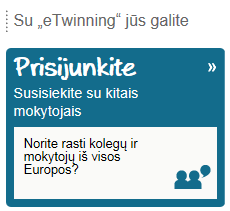 Su „eTwinning“ jūs galite
Prisijunkite »
Susisiekite su kitais
mokytojais
Norite rasti kolegų ir
mokytojų iš visos
Europos?